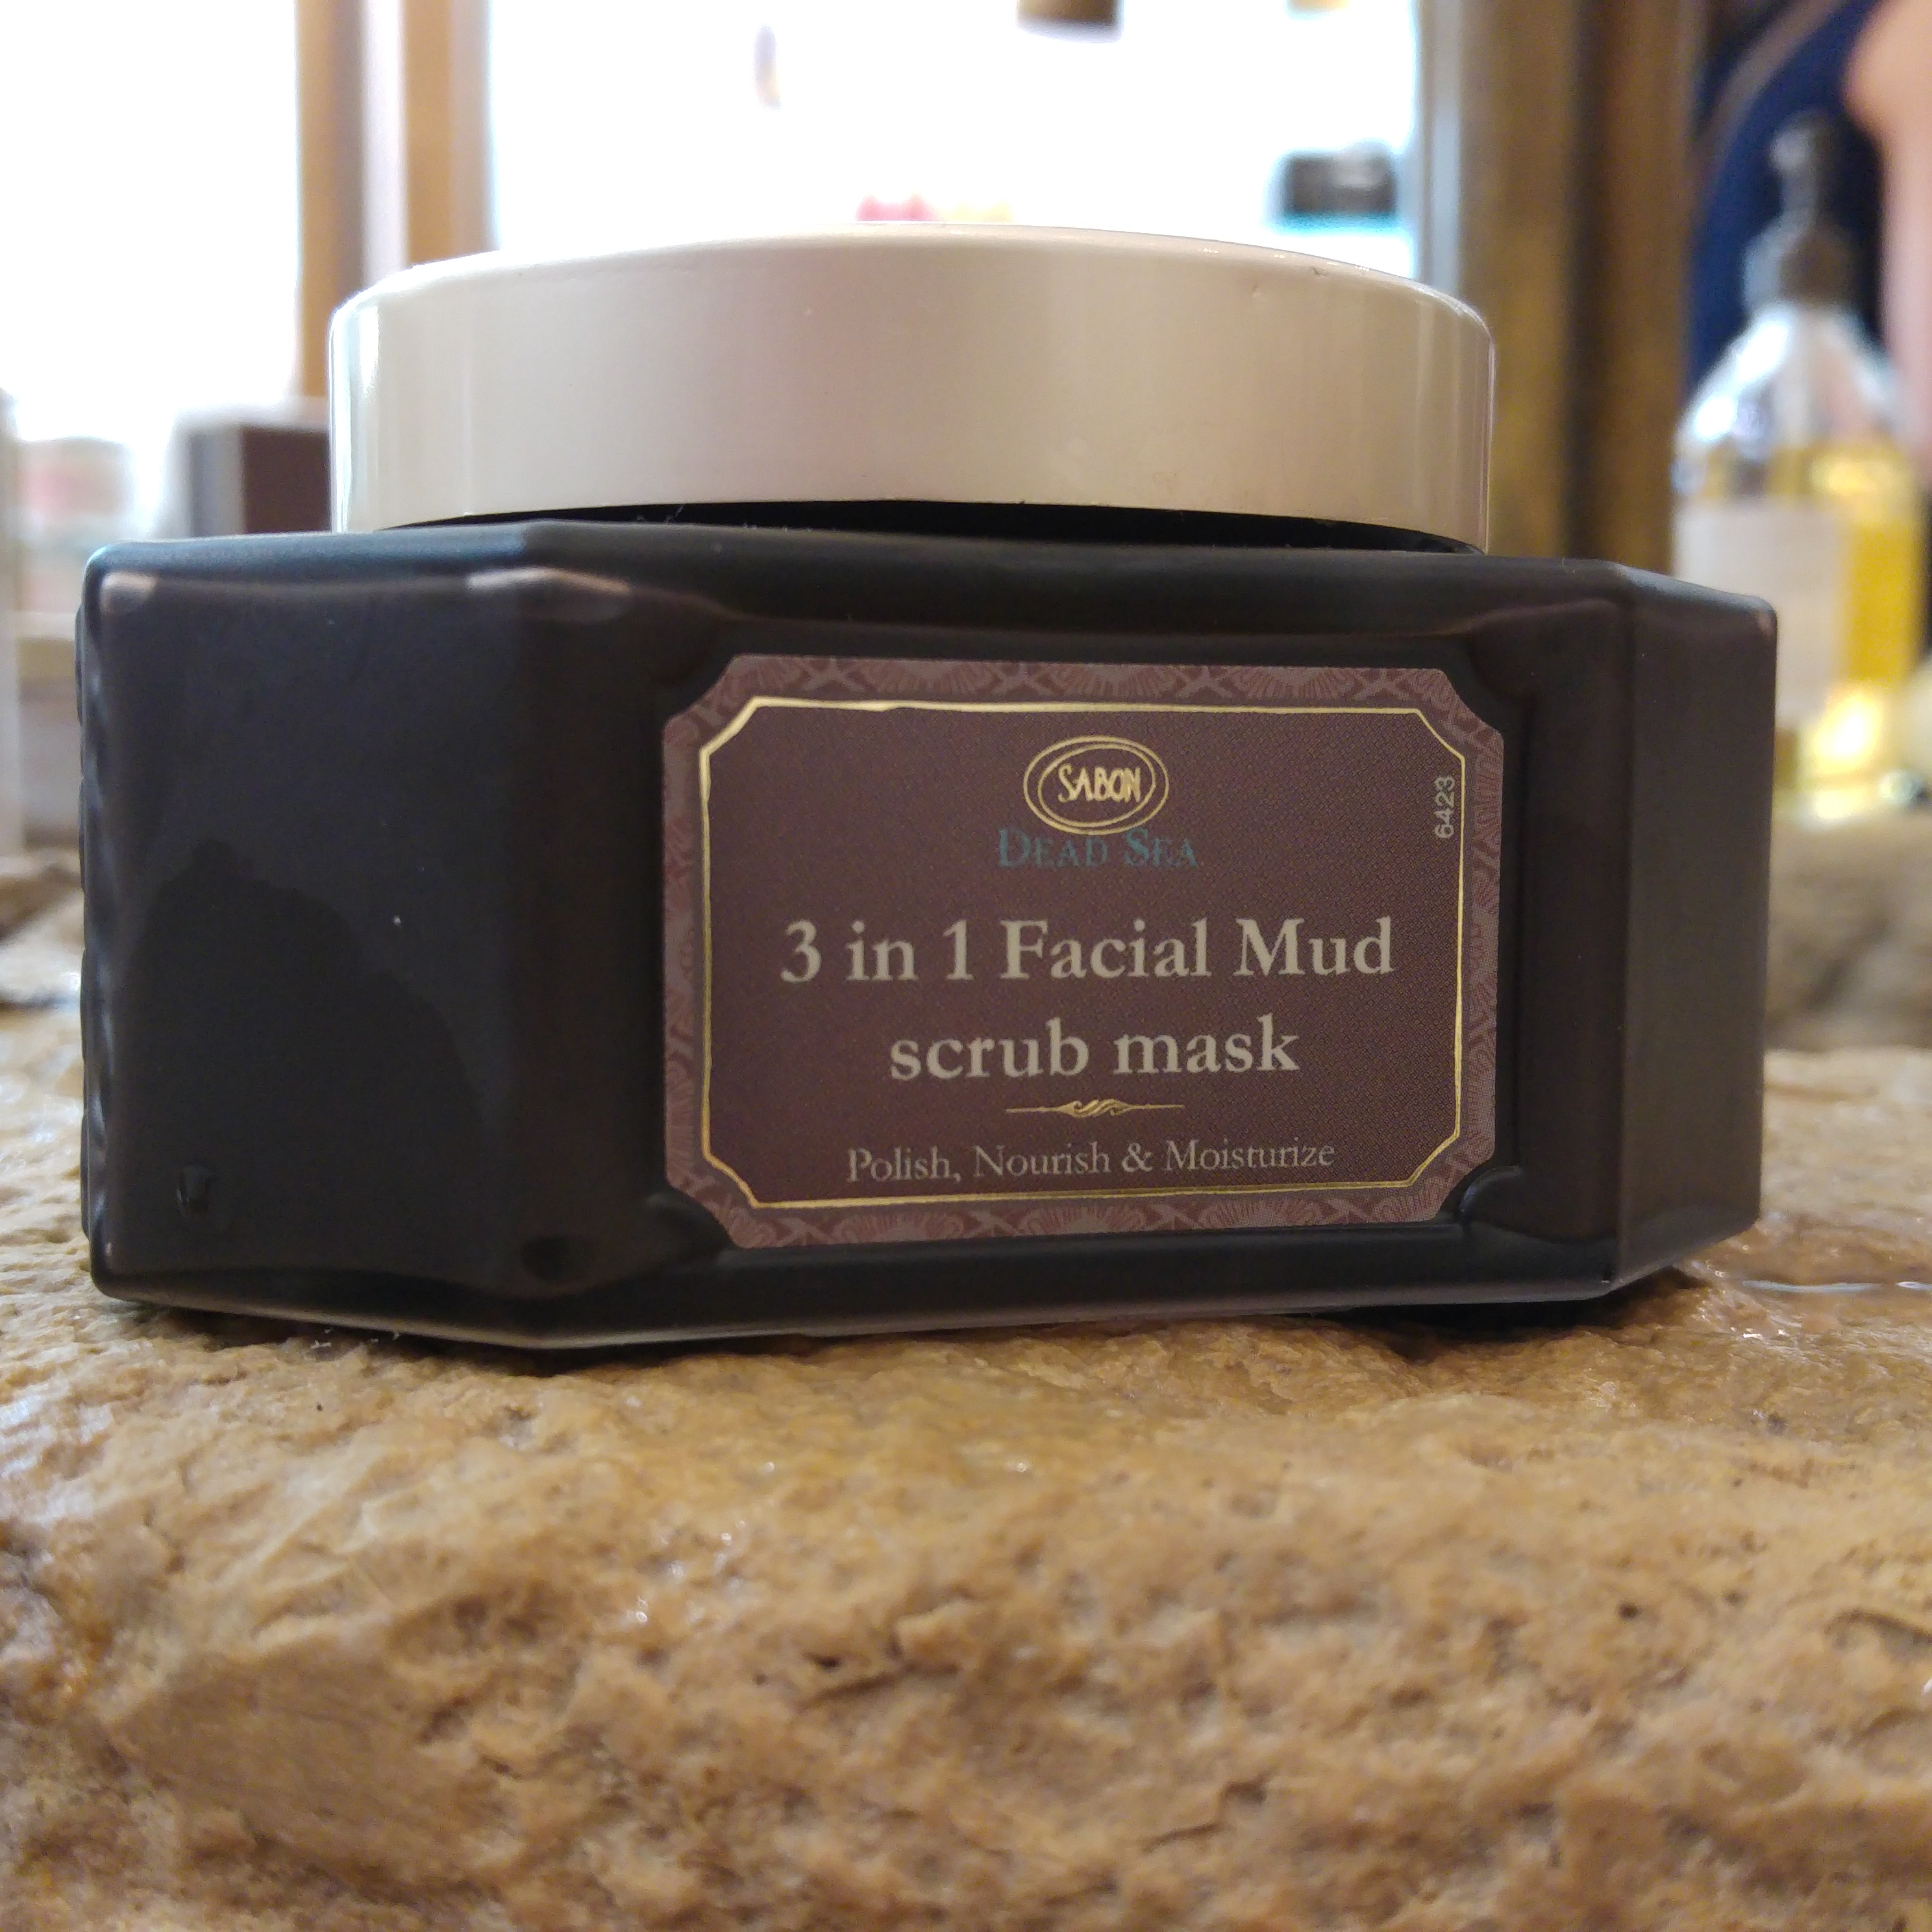 SABON
DEAD SEA
6423
3 in 1 Facial Mud
scrub mask
Polish, Nourish & Moisturize